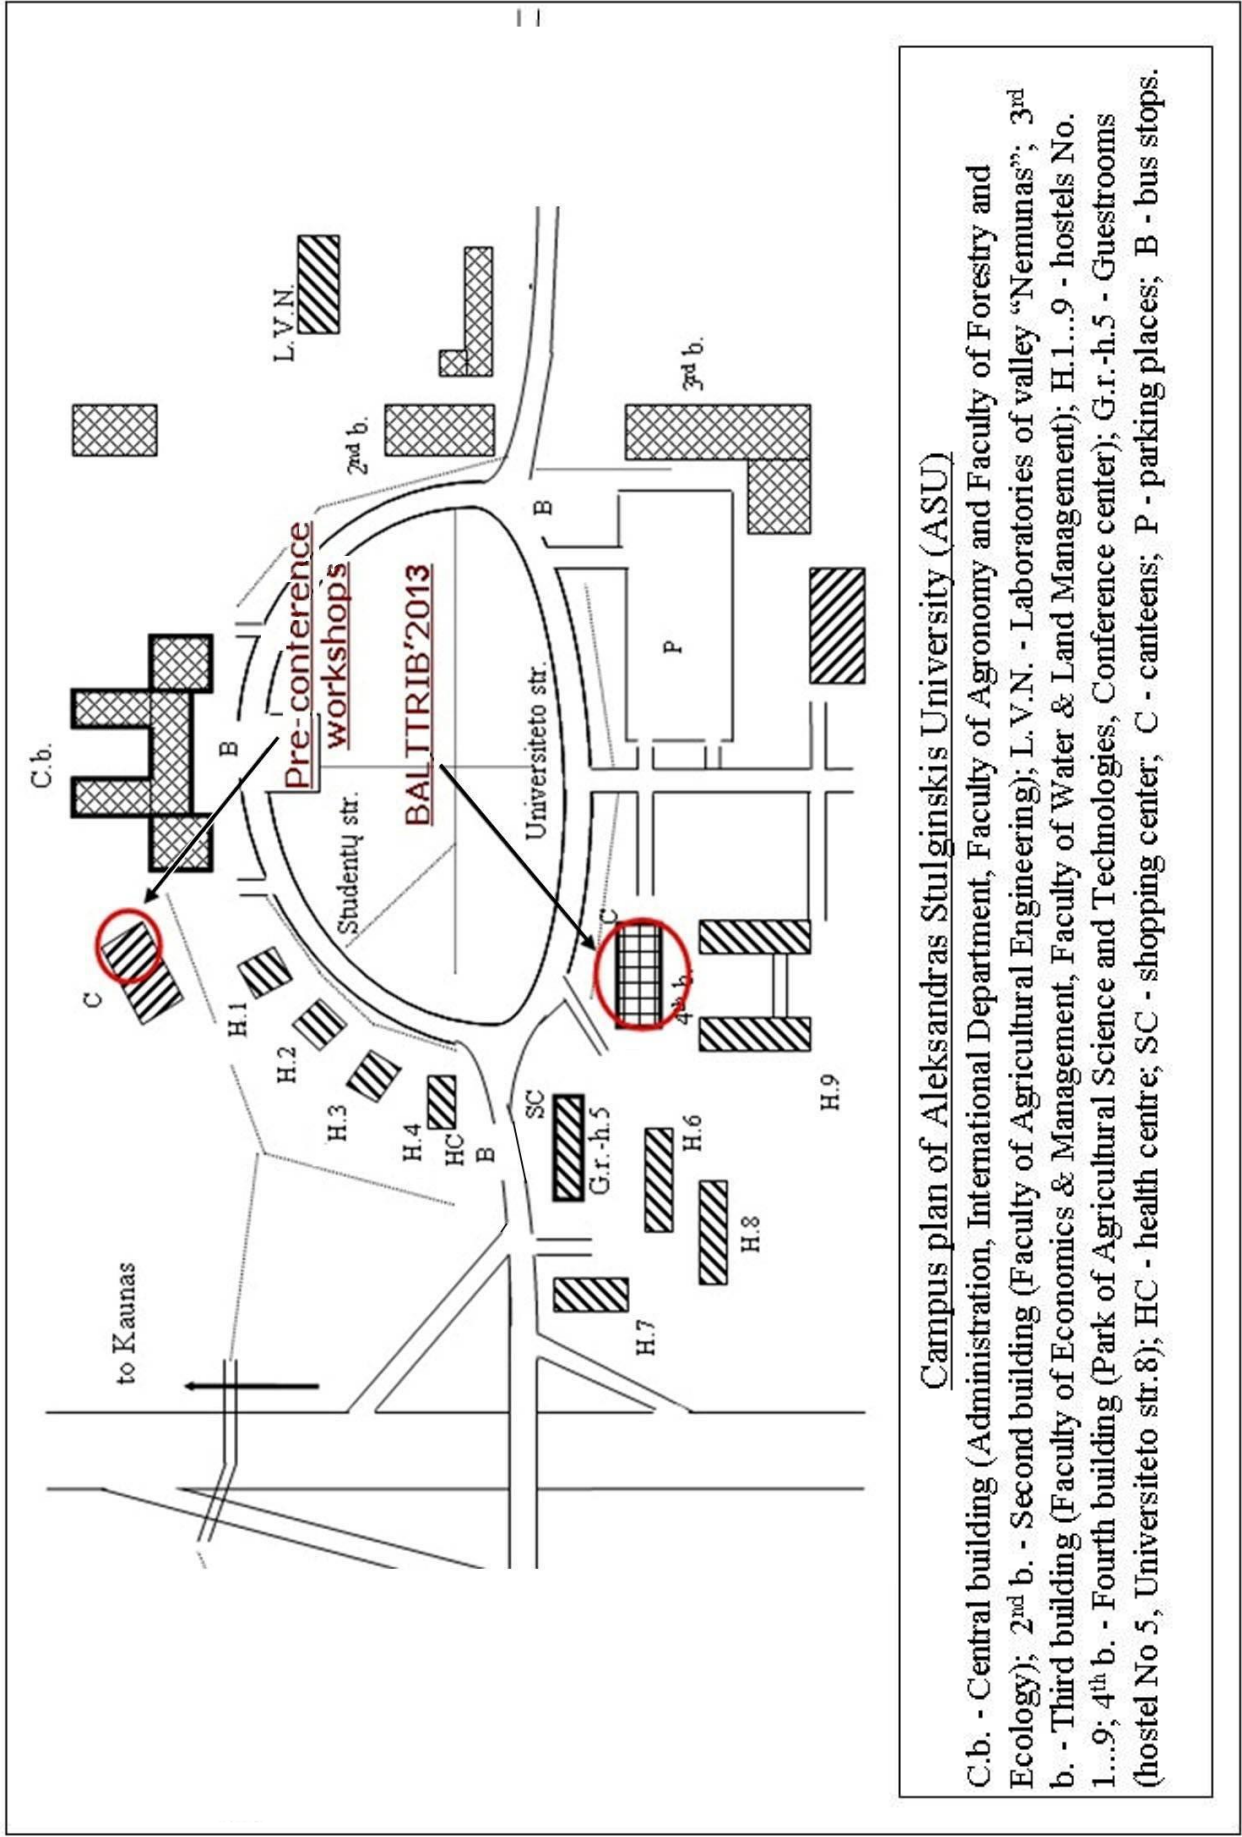 to Kaunas
C
C.b.
H.1
H.2
H.3
H.4
HC
B
B
Pre-conference
workshops
BALTTRIB'2013
Studentų str.
Universiteto str.
2nd b.
L.V.N.
B
3rd b.
P
C
4th b.
SC
G.r.-h.5
H.6
H.8
H.7
H.9
Campus plan of Aleksandras Stulginskis University (ASU)
C.b. - Central building (Administration, International Department, Faculty of Agronomy and Faculty of Forestry and
Ecology); 2nd b. - Second building (Faculty of Agricultural Engineering); L.V.N. - Laboratories of valley “Nemunas”; 3rd
b. - Third building (Faculty of Economics & Management, Faculty of Water & Land Management); H.1...9 - hostels No.
1...9; 4th b. - Fourth building (Park of Agricultural Science and Technologies, Conference center); G.r.-h.5 - Guestrooms
(hostel No 5, Universiteto str.8); HC - health centre; SC - shopping center; C - canteens; P - parking places; B - bus stops.